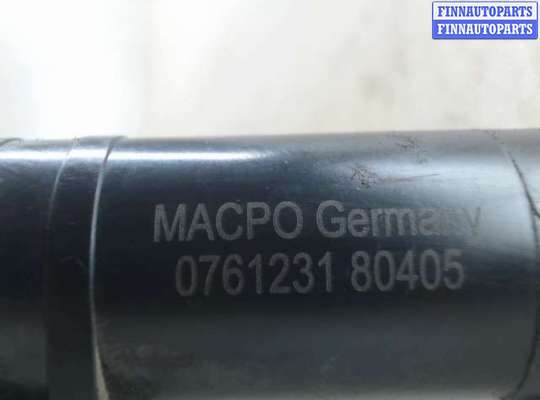 FINNAUTOPARTS
FINNAUTOPARTS
MACPO Germany
0761231 80405